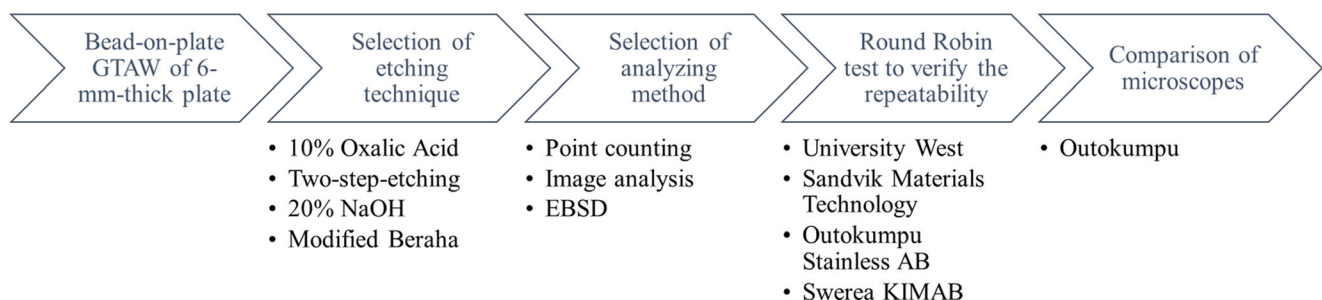 Bead-on-plate
GTAW of 6-
mm-thick plate
Selection of
etching
technique
• 10% Oxalic Acid
• Two-step-etching
• 20% NaOH
• Modified Beraha
Selection of
analyzing
method
• Point counting
• Image analysis
• EBSD
Round Robin
test to verify the
repeatability
• University West
• Sandvik Materials
Technology
• Outokumpu
Stainless AB
• Swerea KIMAB
Comparison of
microscopes
• Outokumpu